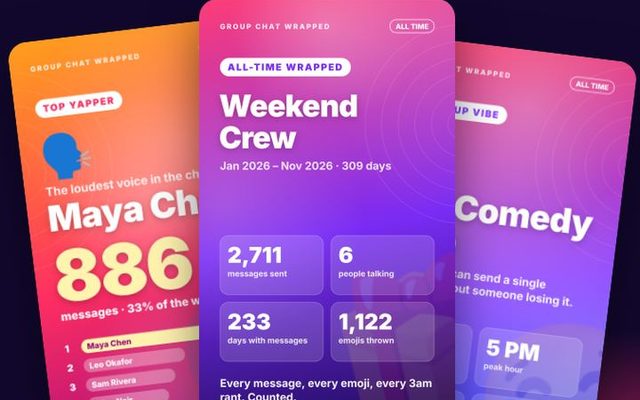 GROUP CHAT WRAPPED
TOP YAPPER
The loudest voice in the
Maya
886
messages · 33% of the
1 Maya Chen
2 Leo Okafor
3 Sam Rivera
GROUP CHAT WRAPPED
ALL TIME
ALL-TIME WRAPPED
Weekend
Crew
Jan 2026 – Nov 2026 · 309 days
2,711
messages sent
6
people talking
233
days with messages
1,122
emojis thrown
Every message, every emoji, every 3am
rant. Counted.
WRAPPED
ALL TIME
VIBE
Comedy
can send a single
someone losing it.
5 PM
peak hour